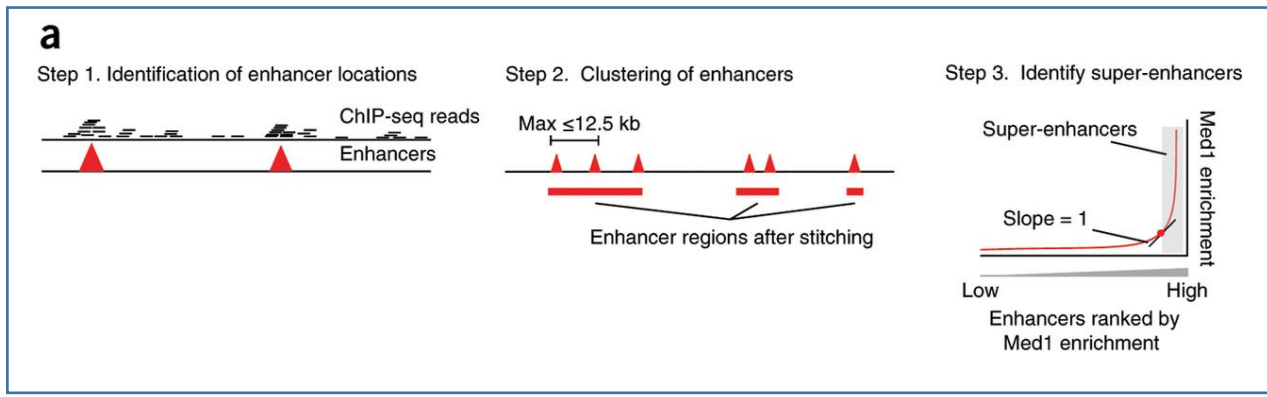 a
Step 1. Identification of enhancer locations
ChIP-seq reads
Enhancers
Step 2. Clustering of enhancers
Max ≤12.5 kb
Enhancer regions after stitching
Step 3. Identify super-enhancers
Super-enhancers
Slope = 1
Med1 enrichment
Low
High
Enhancers ranked by
Med1 enrichment